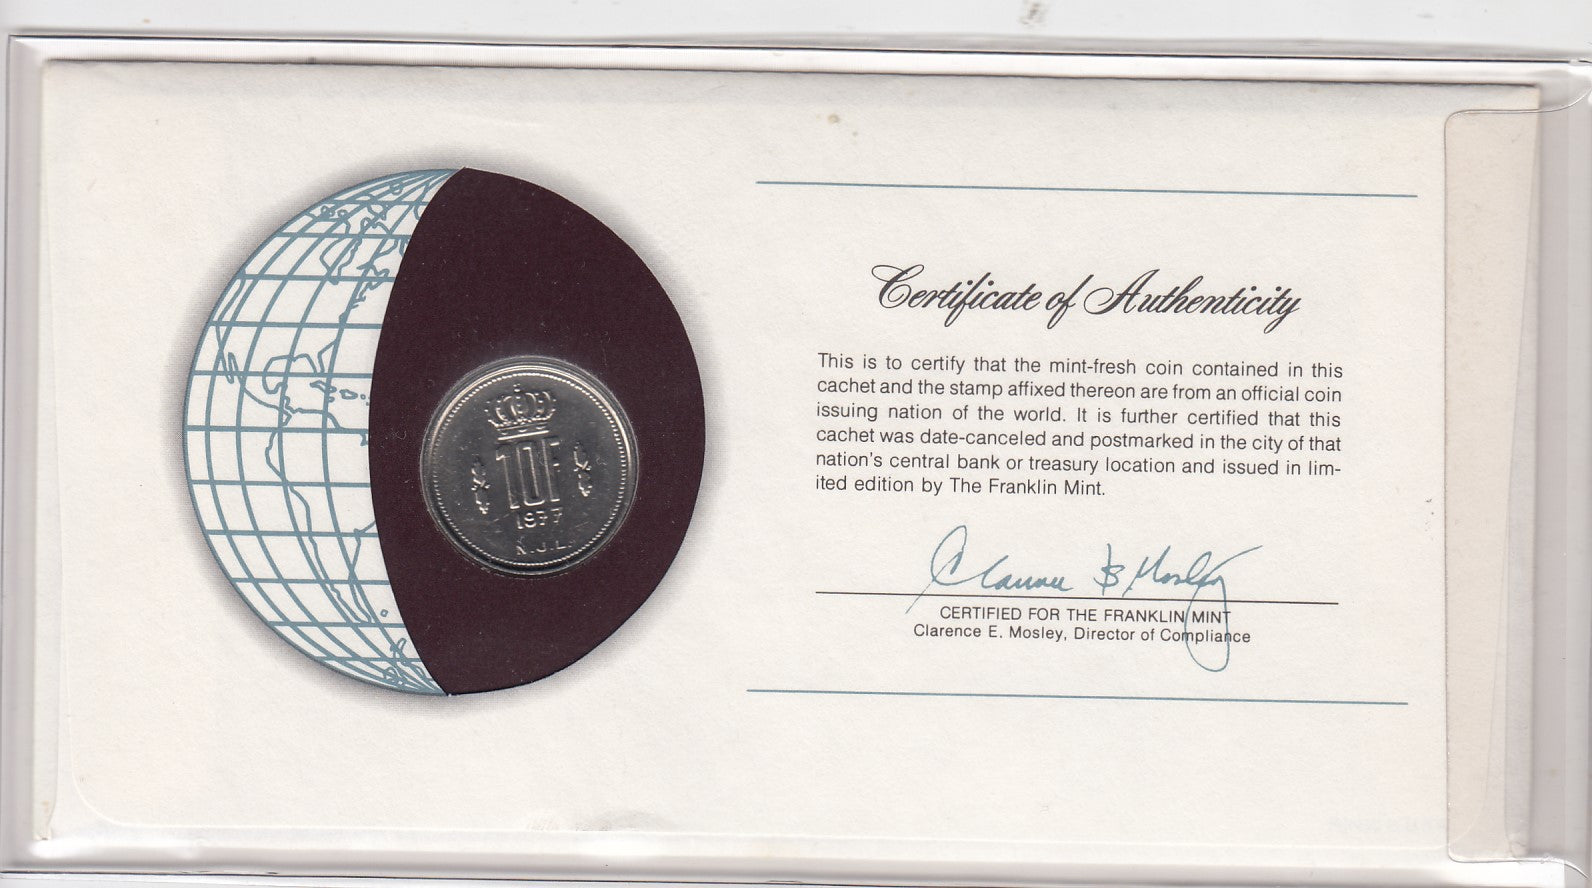 Certificate of Authenticity
This is to certify that the mint-fresh coin contained in this
cachet and the stamp affixed thereon are from an official coin
issuing nation of the world. It is further certified that this
cachet was date-canceled and postmarked in the city of that
nation's central bank or treasury location and issued in lim-
ited edition by The Franklin Mint.
CERTIFIED FOR THE FRANKLIN MINT
Clarence E. Mosley, Director of Compliance
10F
1977